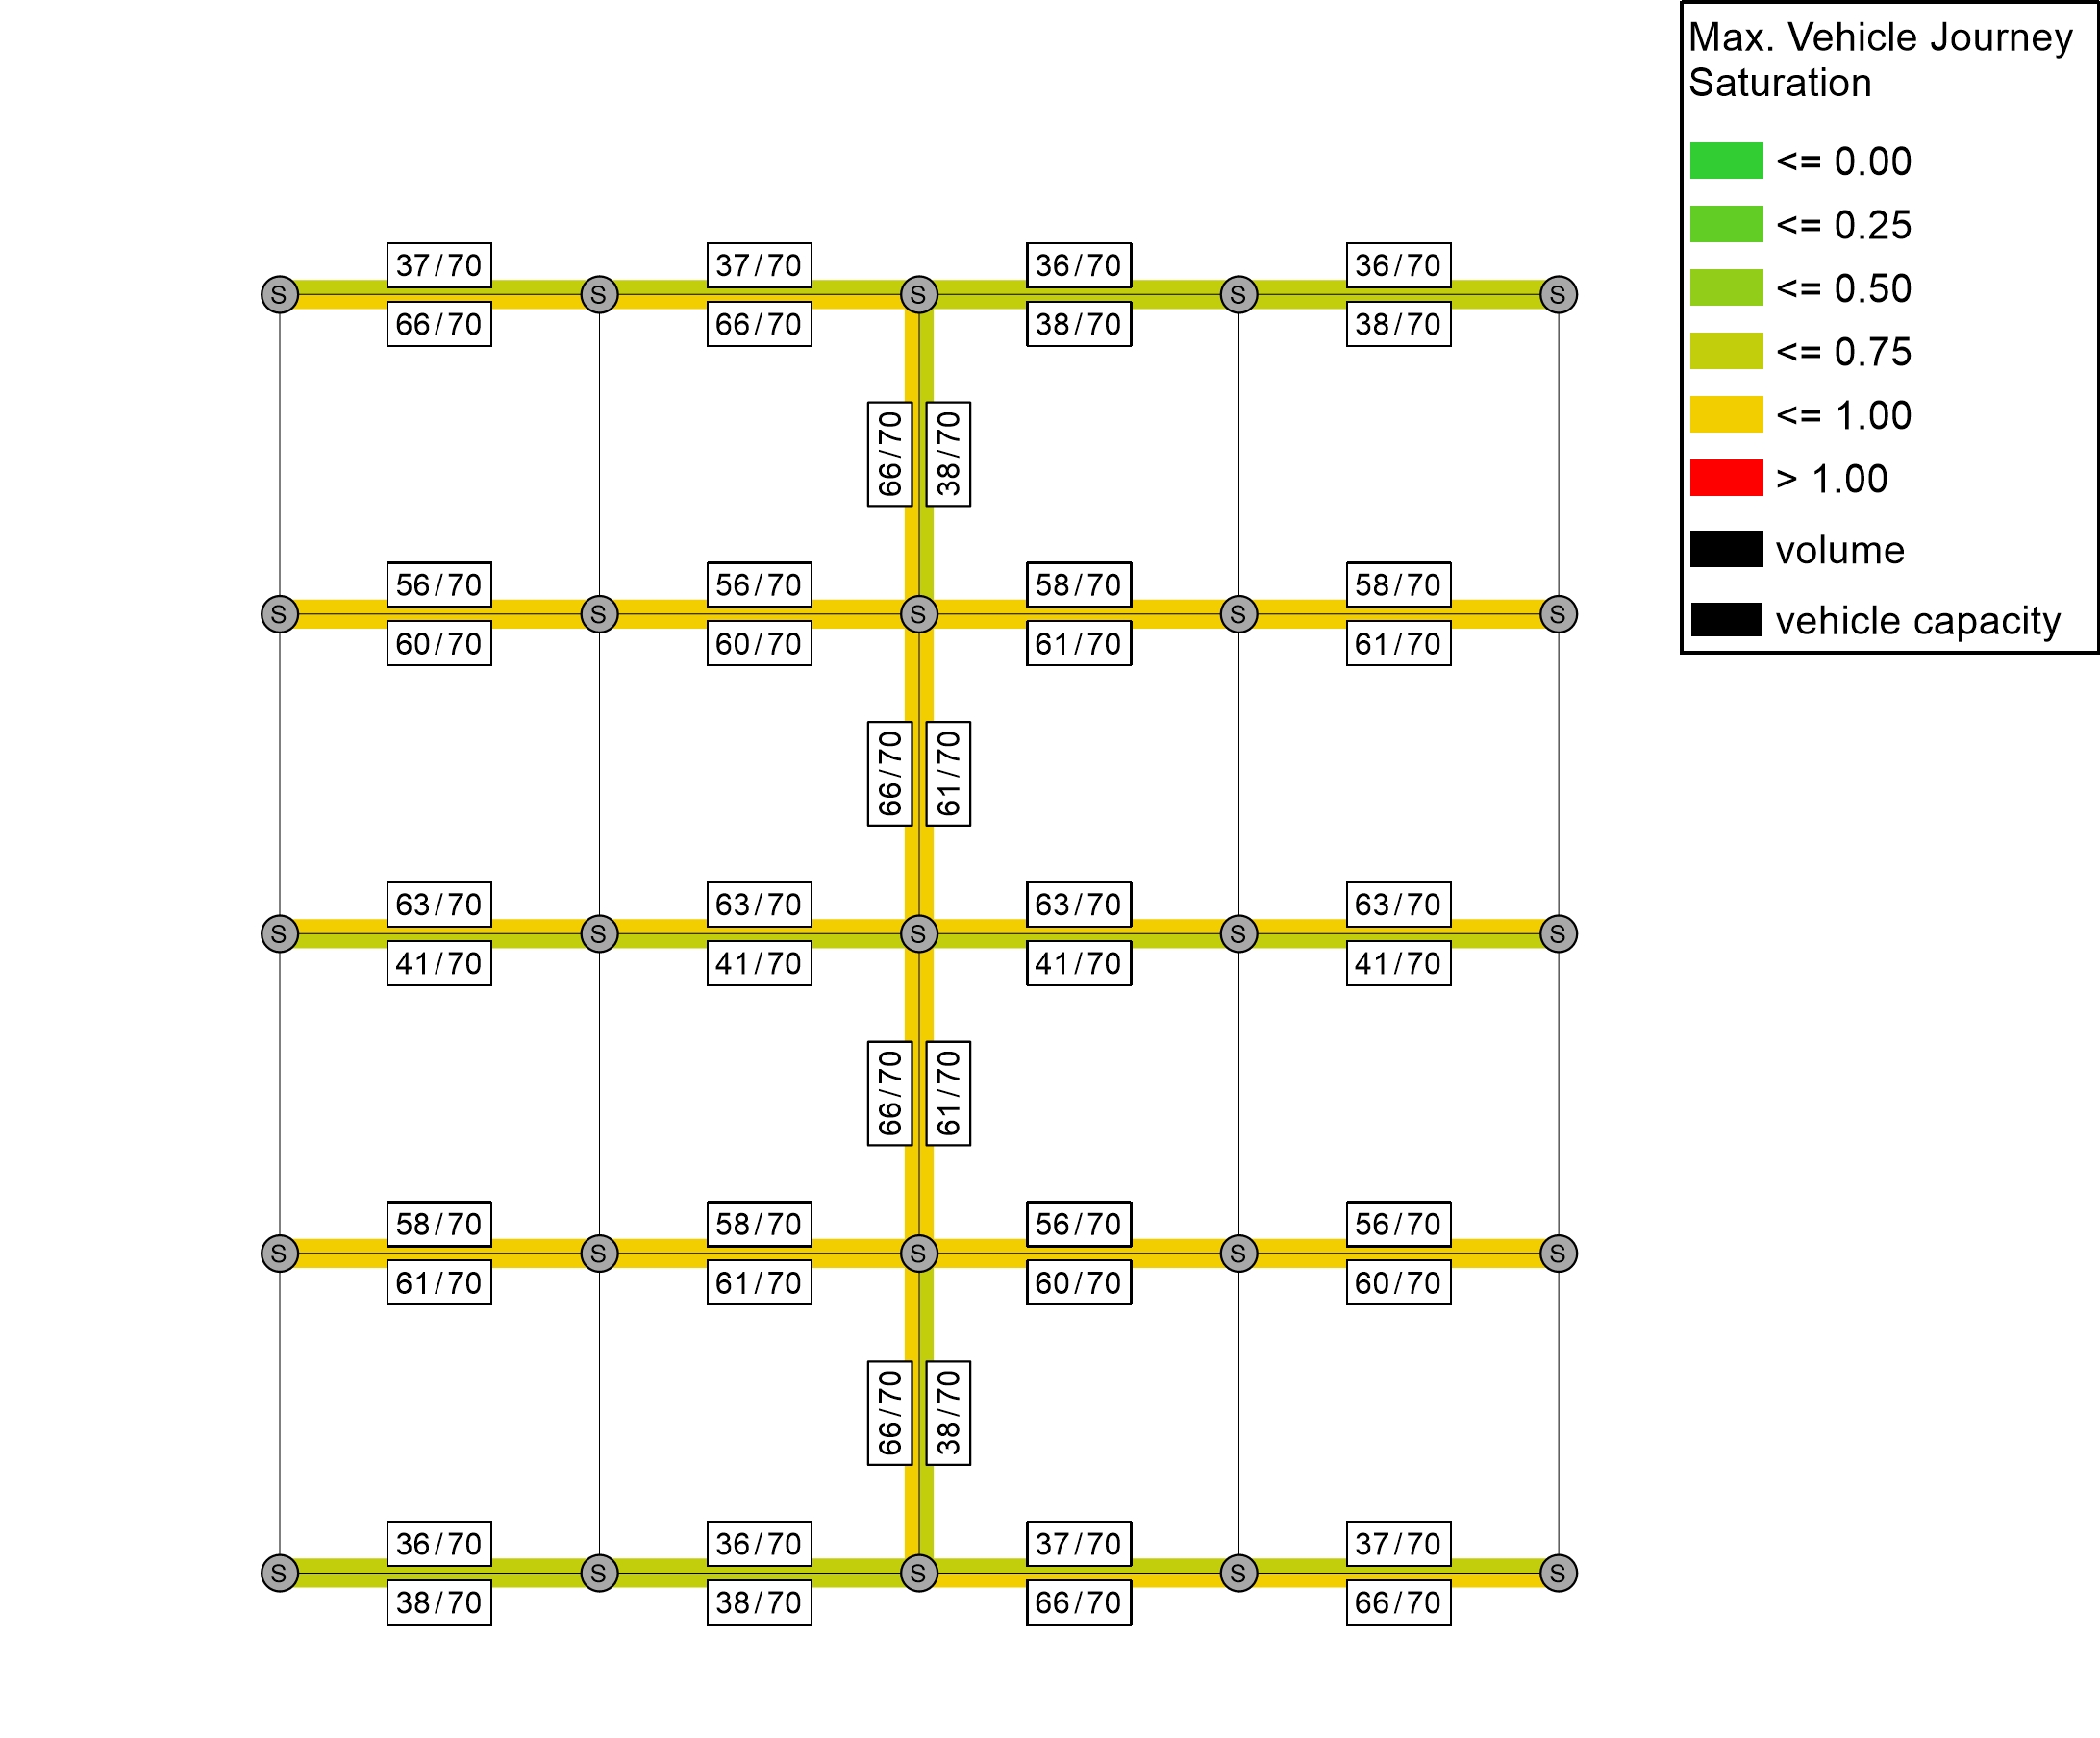 Max. Vehicle Journey
Saturation
<= 0.00
<= 0.25
<= 0.50
<= 0.75
<= 1.00
> 1.00
volume
vehicle capacity
37/70 37/70 36/70 36/70
S S S S S
66/70 66/70 38/70 38/70
66/70 38/70
56/70 56/70 58/70 58/70
S S S S S
60/70 60/70 61/70 61/70
66/70 61/70
63/70 63/70 63/70 63/70
S S S S S
41/70 41/70 41/70 41/70
66/70 61/70
58/70 58/70 56/70 56/70
S S S S S
61/70 61/70 60/70 60/70
66/70 38/70
36/70 36/70 37/70 37/70
S S S S S
38/70 38/70 66/70 66/70